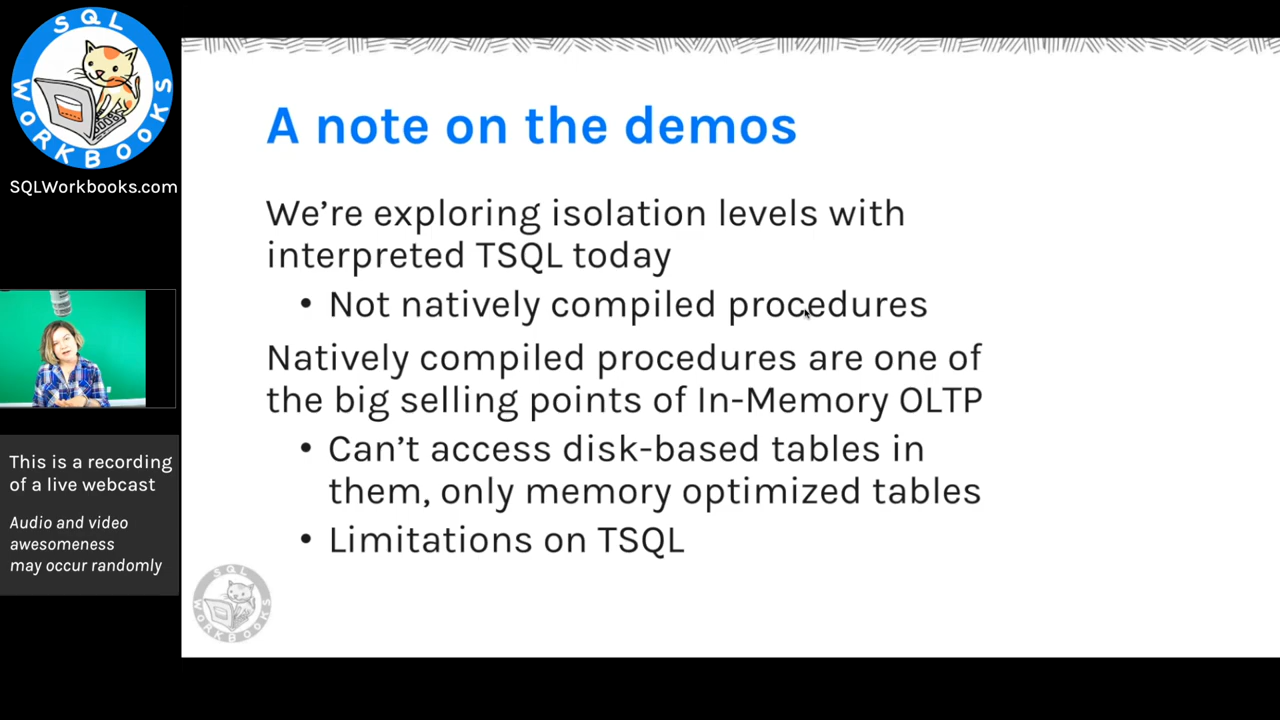 SQL
WORKBOOKS
SQLWorkbooks.com
This is a recording
of a live webcast
Audio and video
awesomeness
may occur randomly
A note on the demos
We’re exploring isolation levels with
interpreted TSQL today
• Not natively compiled procedures
Natively compiled procedures are one of
the big selling points of In-Memory OLTP
• Can’t access disk-based tables in
them, only memory optimized tables
• Limitations on TSQL
SQL
WORKBOOKS